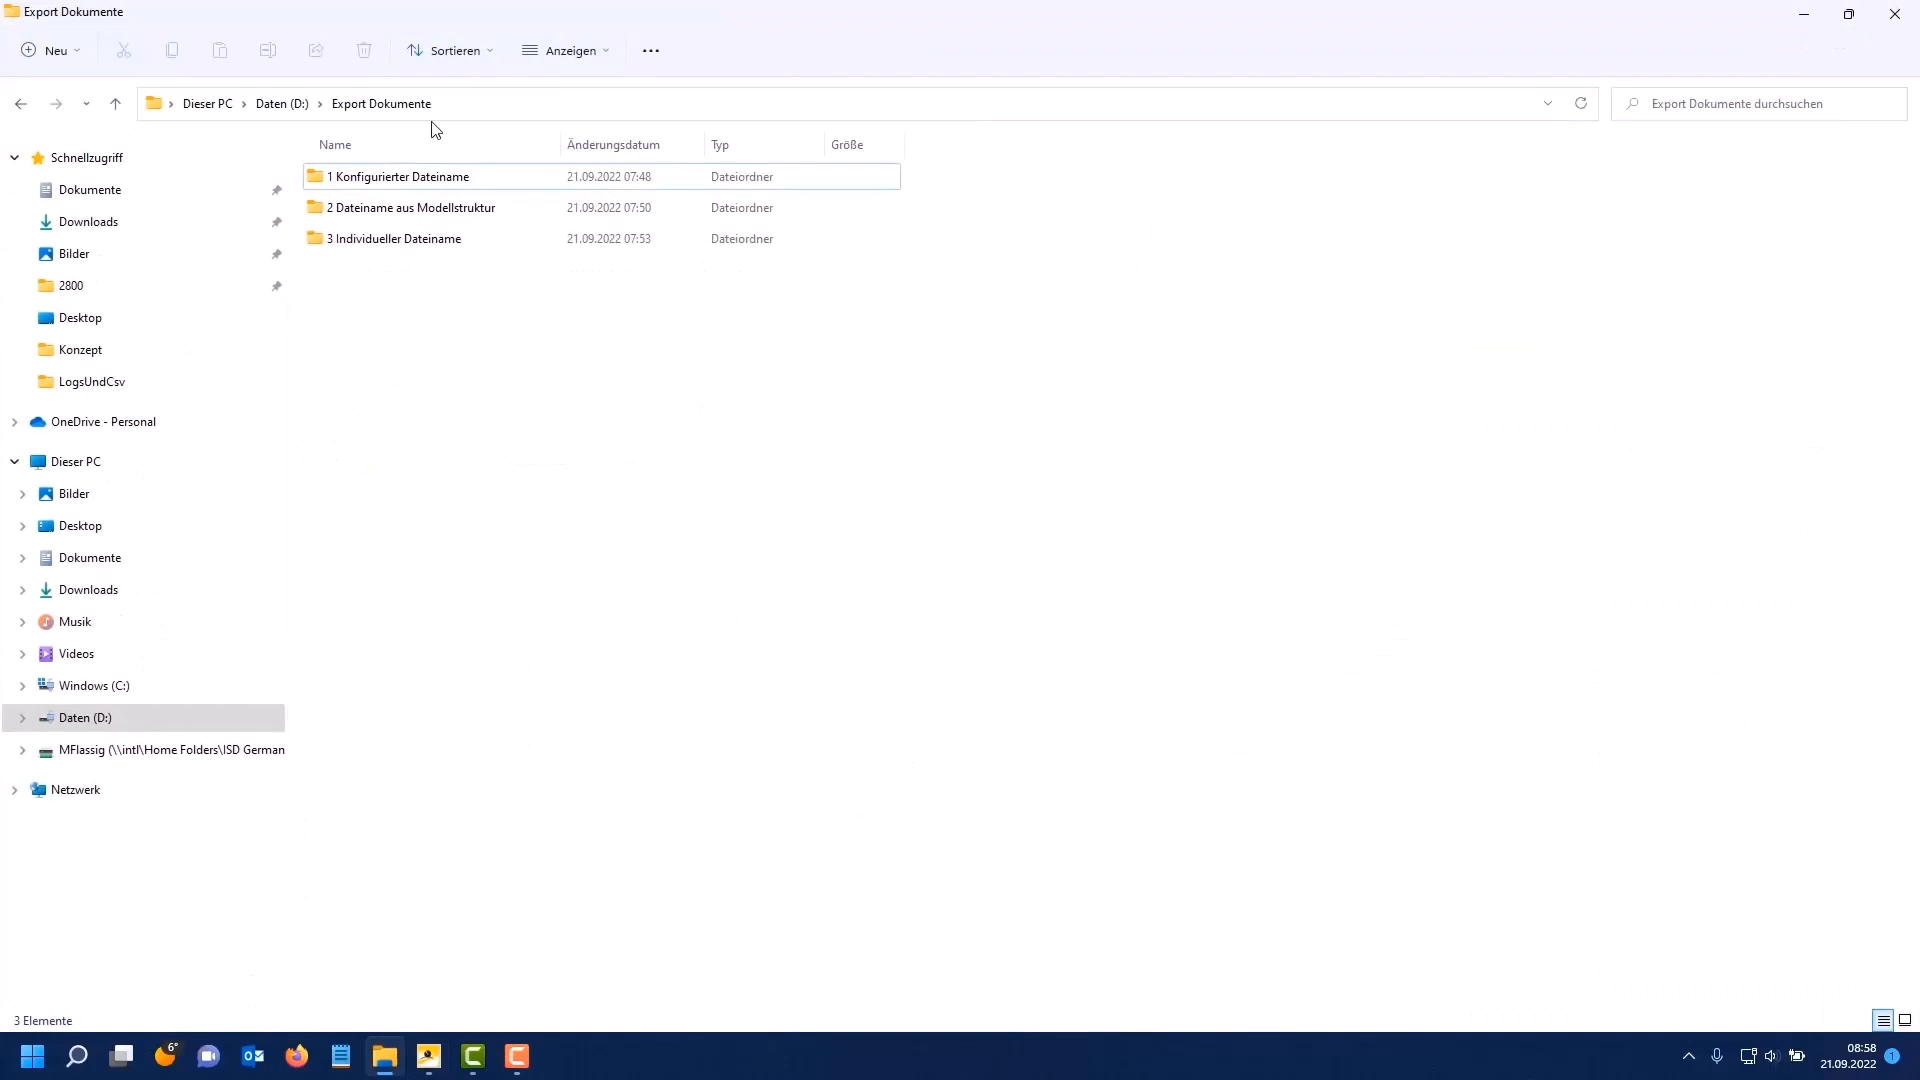 Export Dokumente
Neu
Sortieren
Anzeigen
Dieser PC
Daten (D:)
Export Dokumente
Export Dokumente durchsuchen
Name
Änderungsdatum
Typ
Größe
Schnellzugriff
1 Konfigurierter Dateiname
21.09.2022 07:48
Dateiordner
Dokumente
2 Dateiname aus Modellstruktur
21.09.2022 07:50
Dateiordner
Downloads
3 Individueller Dateiname
21.09.2022 07:53
Dateiordner
Bilder
2800
Desktop
Konzept
LogsUndCsv
OneDrive - Personal
Dieser PC
Bilder
Desktop
Dokumente
Downloads
Musik
Videos
Windows (C:)
Daten (D:)
MFlassig (\\intl\Home Folders\ISD German
Netzwerk
3 Elemente
6°
08:58
21.09.2022
1